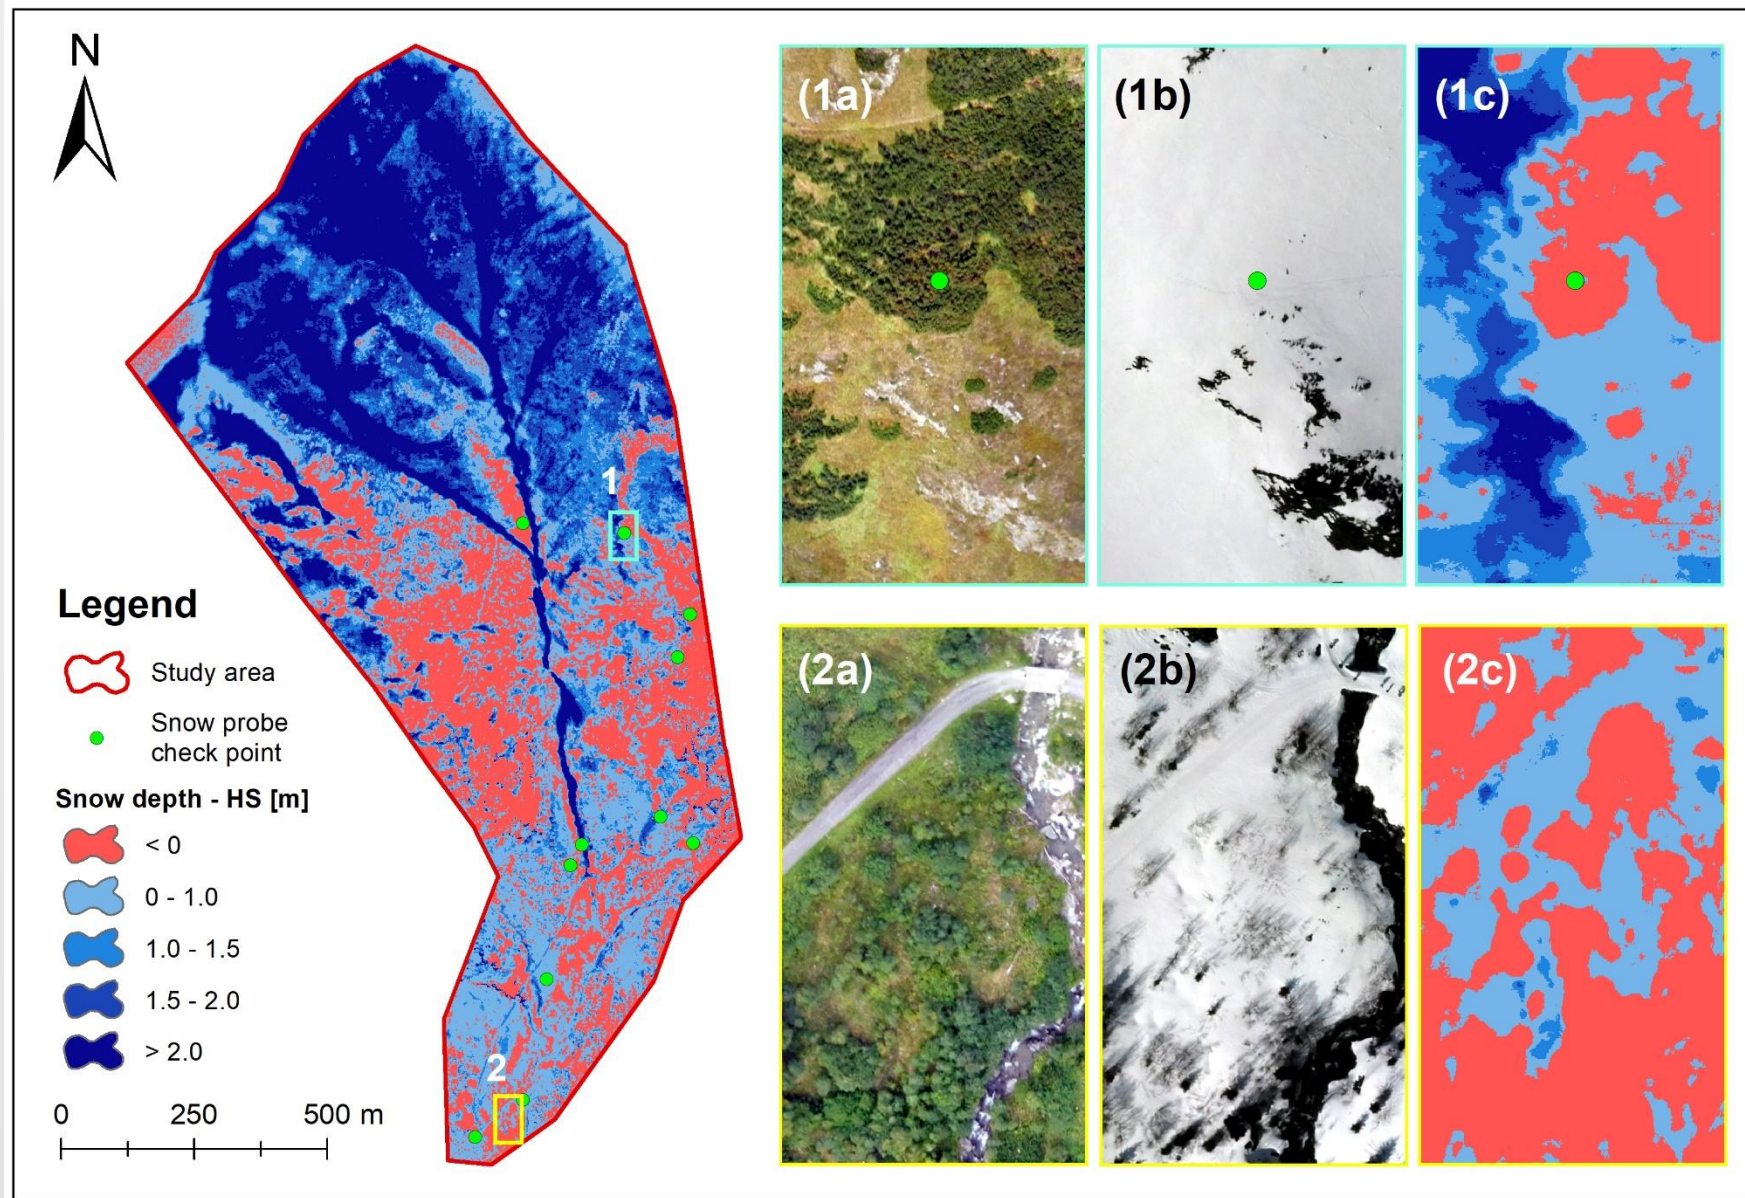 N
1
2
Legend
Study area
Snow probe
check point
Snow depth - HS [m]
< 0
0 - 1.0
1.0 - 1.5
1.5 - 2.0
> 2.0
0 250 500 m
(1a) (1b) (1c)
(2a) (2b) (2c)